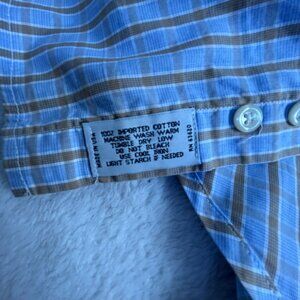 100% IMPORTED COTTON
MACHINE WASH WARM
TUMBLE DRY LOW
DO NOT BLEACH
USE COOL IRON
LIGHT STARCH IF NEEDED
MADE IN USA